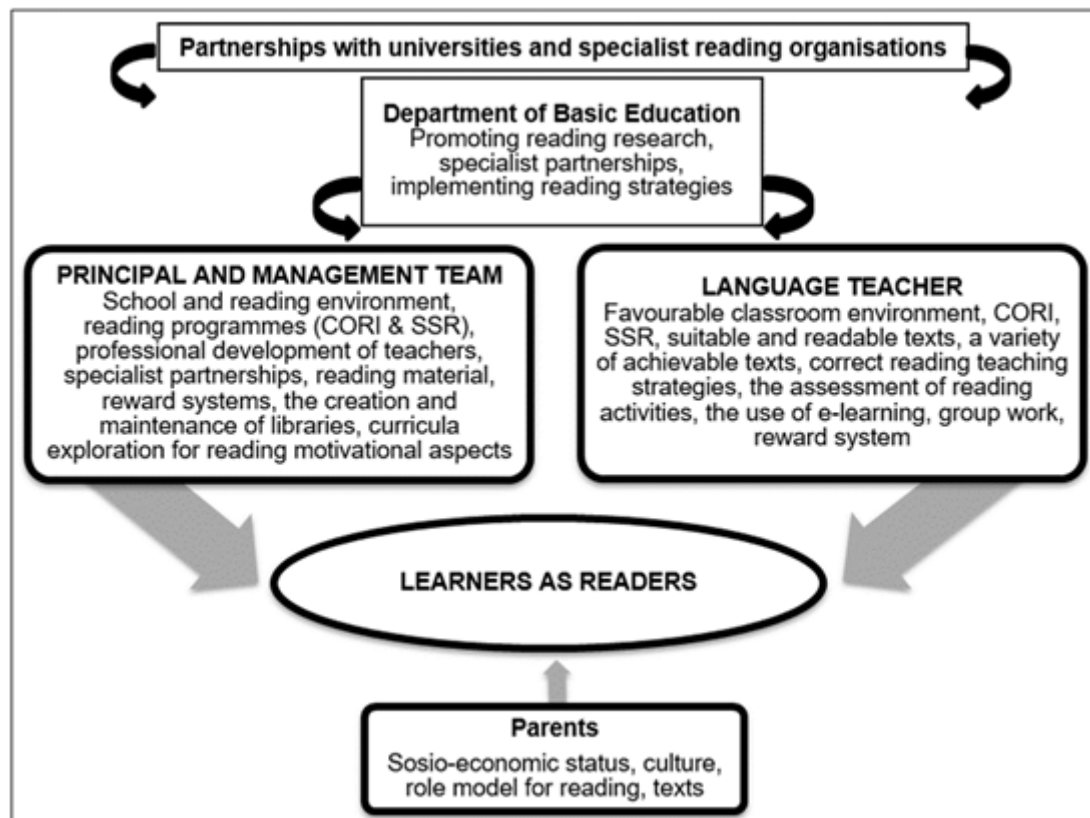 Partnerships with universities and specialist reading organisations
Department of Basic Education
Promoting reading research,
specialist partnerships,
implementing reading strategies
PRINCIPAL AND MANAGEMENT TEAM
School and reading environment,
reading programmes (CORI & SSR),
professional development of teachers,
specialist partnerships, reading material,
reward systems, the creation and
maintenance of libraries, curricula
exploration for reading motivational aspects
LANGUAGE TEACHER
Favourable classroom environment, CORI,
SSR, suitable and readable texts, a variety
of achievable texts, correct reading teaching
strategies, the assessment of reading
activities, the use of e-learning, group work,
reward system
LEARNERS AS READERS
Parents
Sosio-economic status, culture,
role model for reading, texts